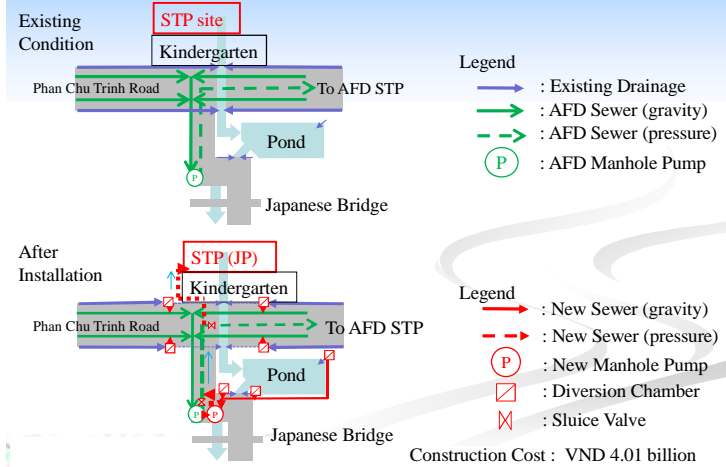 Existing
Condition
STP site
Kindergarten
Phan Chu Trinh Road
To AFD STP
Pond
P
Japanese Bridge
Legend
: Existing Drainage
: AFD Sewer (gravity)
: AFD Sewer (pressure)
P
: AFD Manhole Pump
After
Installation
STP (JP)
Kindergarten
Phan Chu Trinh Road
To AFD STP
Pond
P
P
Japanese Bridge
Legend
: New Sewer (gravity)
: New Sewer (pressure)
P
: New Manhole Pump
: Diversion Chamber
: Sluice Valve
Construction Cost : VND 4.01 billion